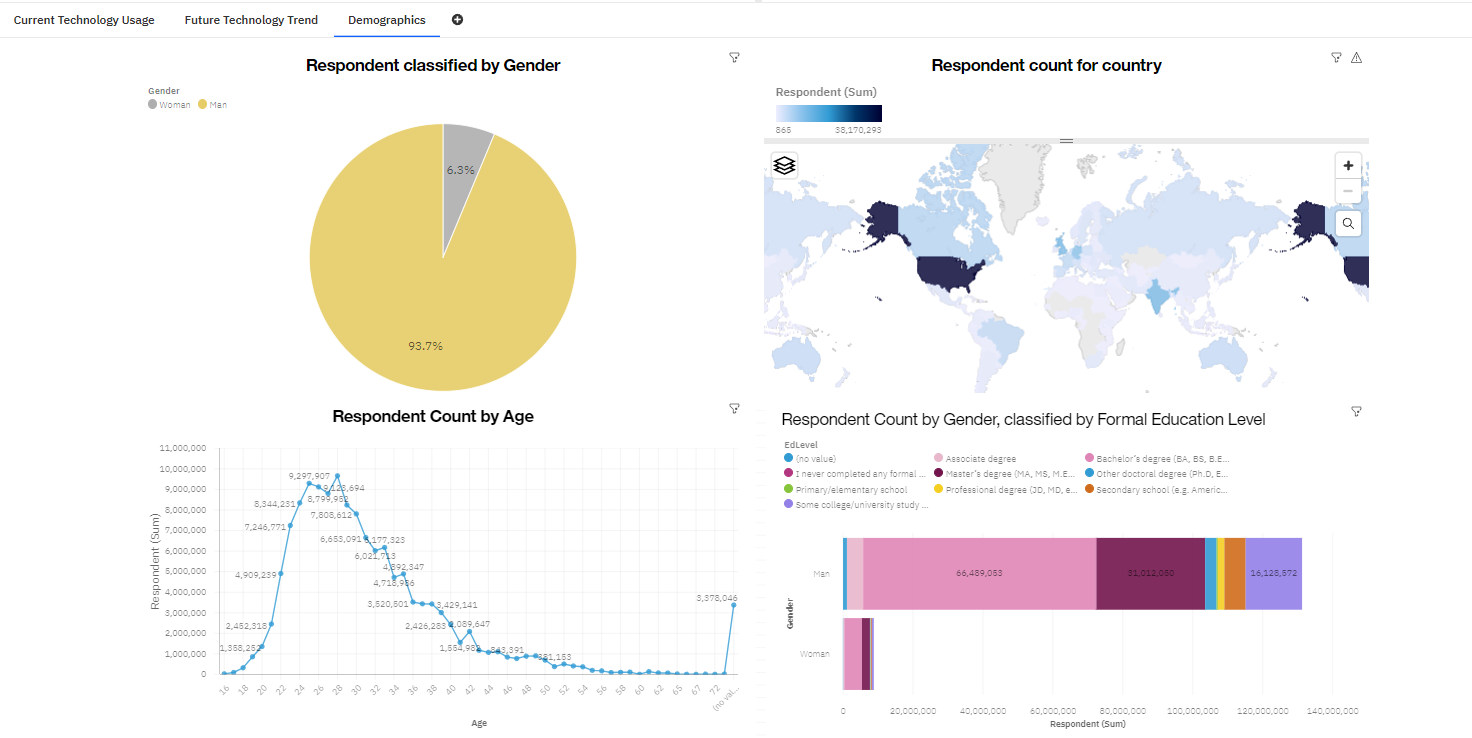 Current Technology Usage Future Technology Trend Demographics
Respondent classified by Gender
Gender
Woman Man
6.3%
93.7%
Respondent count for country
Respondent (Sum)
865 38,170,293
Respondent Count by Age
Respondent (Sum)
11,000,000
10,000,000
9,000,000
8,000,000
7,000,000
6,000,000
5,000,000
4,000,000
3,000,000
2,000,000
1,000,000
0
9,297,907
8,344,231
8,799,982
7,808,612
7,246,771
6,683,091
6,177,323
6,021,713
4,909,239
4,718,986
3,520,501
3,429,141
2,452,318
2,426,283
2,089,647
3,378,046
16 18 20 22 24 26 28 30 32 34 36 38 40 42 44 46 48 50 52 54 56 58 60 62 65 67 72 (no val...
Age
Respondent Count by Gender, classified by Formal Education Level
EdLevel
(no value) Associate degree Bachelor's degree (BA, BS, B.E...
I never completed any formal ... Master's degree (MA, MS, M.E... Other doctoral degree (Ph.D, E...
Primary/elementary school Professional degree (JD, MD, e... Secondary school (e.g. Americ...
Some college/university study ...
Gender
Man 66,489,053 31,012,050 16,128,572
Woman
0 20,000,000 40,000,000 60,000,000 80,000,000 100,000,000 120,000,000 140,000,000
Respondent (Sum)